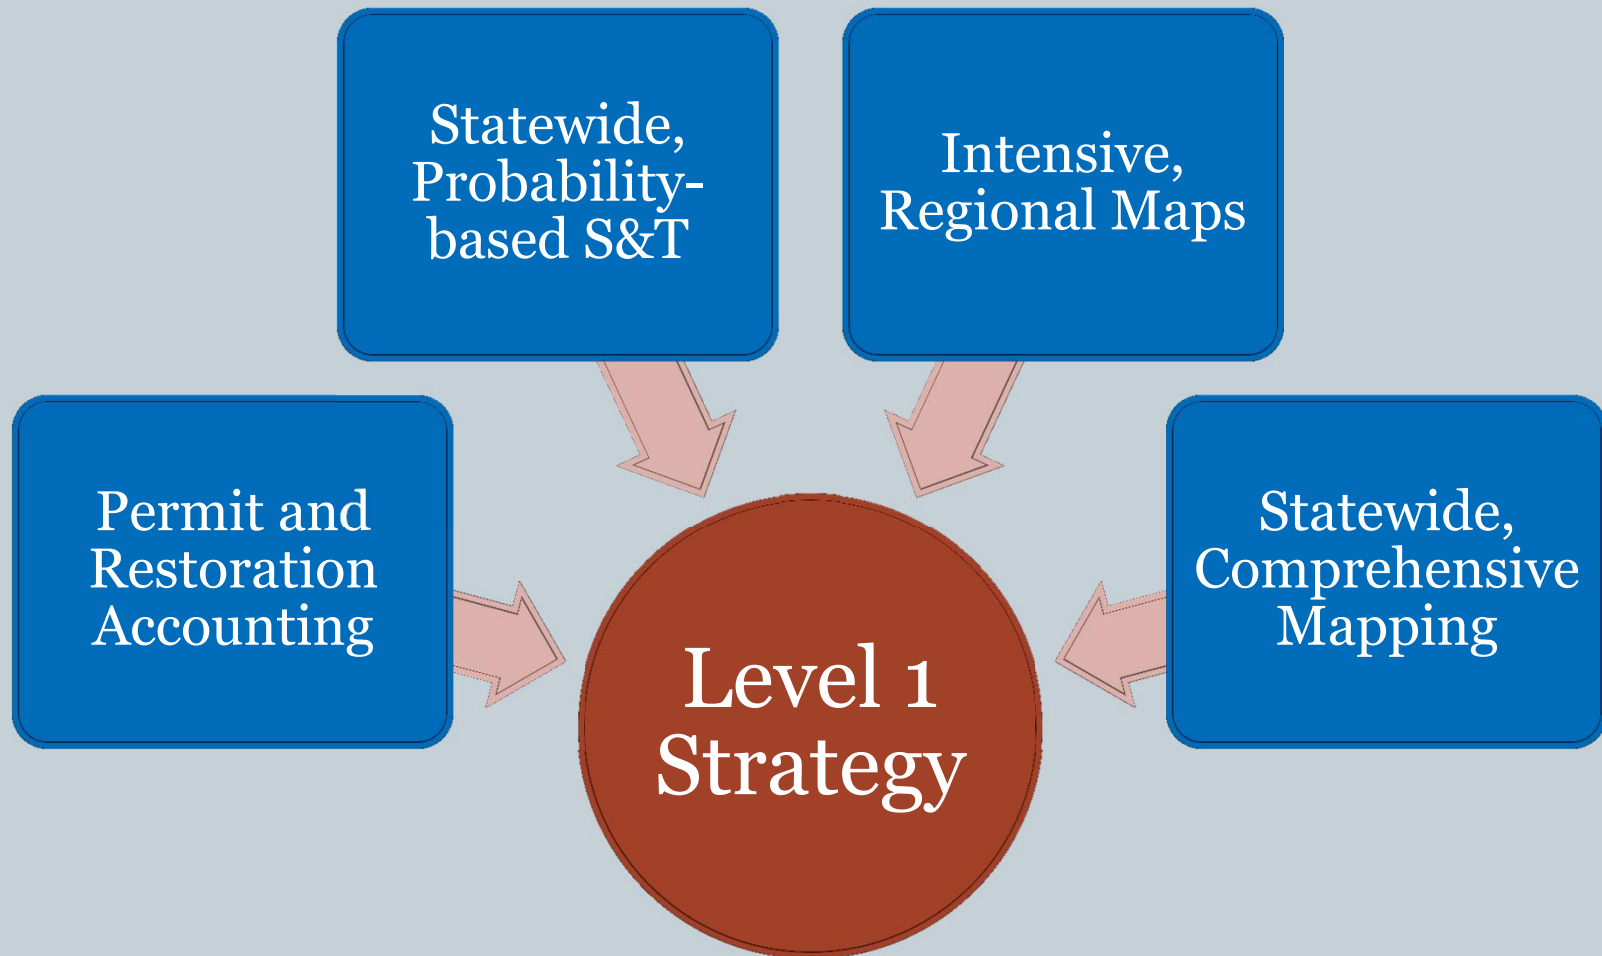 Statewide,
Probability-
based S&T
Intensive,
Regional Maps
Permit and
Restoration
Accounting
Statewide,
Comprehensive
Mapping
Level 1
Strategy